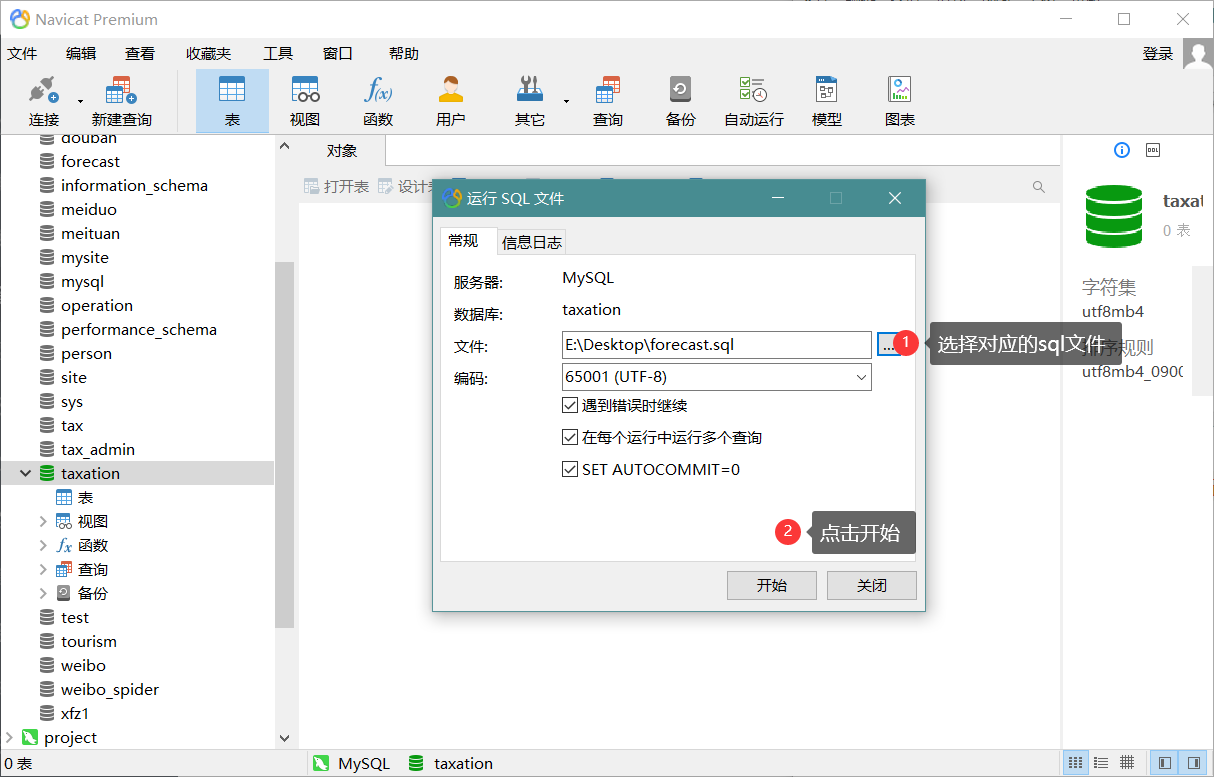 Navicat Premium
文件 编辑 查看 收藏夹 工具 窗口 帮助 登录
连接 新建查询 表 视图 函数 用户 其它 查询 备份 自动运行 模型 图表
douban
forecast
information_schema
meiduo
meituan
mysite
mysql
operation
performance_schema
person
site
sys
tax
tax_admin
taxation
表
视图
函数
查询
备份
test
tourism
weibo
weibo_spider
xfz1
project
对象
打开表 设计表
运行 SQL 文件
常规 信息日志
服务器: MySQL
数据库: taxation
文件: E:\Desktop\forecast.sql ...
1 选择对应的sql文件
编码: 65001 (UTF-8)
遇到错误时继续
在每个运行中运行多个查询
SET AUTOCOMMIT=0
2 点击开始
开始 关闭
DDL
taxat
0 表
字符集
utf8mb4
排序规则
utf8mb4_0900
0 表 MySQL taxation